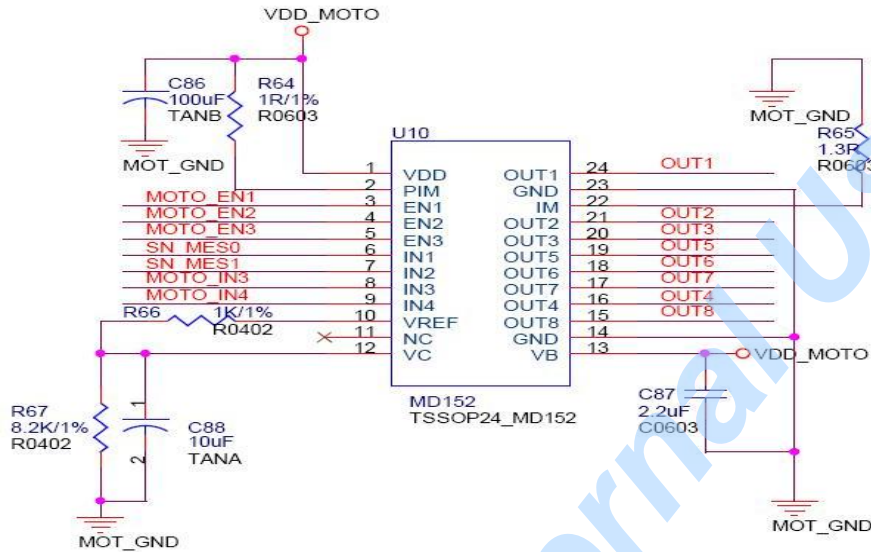 VDD_MOTO
C86
100uF
TANB
R64
1R/1%
R0603
MOT_GND
MOT_GND
R65
1.3R
R0603
U10
1 VDD OUT1 24 OUT1
2 PIM GND 23
MOTO_EN1 3 EN1 IM 22
MOTO_EN2 4 EN2 OUT2 21 OUT2
MOTO_EN3 5 EN3 OUT3 20 OUT3
SN_MES0 6 IN1 OUT5 19 OUT5
SN_MES1 7 IN2 OUT6 18 OUT6
MOTO_IN3 8 IN3 OUT7 17 OUT7
MOTO_IN4 9 IN4 OUT4 16 OUT4
R66 1K/1% R0402 10 VREF OUT8 15 OUT8
11 NC GND 14
12 VC VB 13 VDD_MOTO
MD152
TSSOP24_MD152
C87
2.2uF
C0603
R67
8.2K/1%
R0402
1
C88
10uF
TANA
2
MOT_GND
MOT_GND